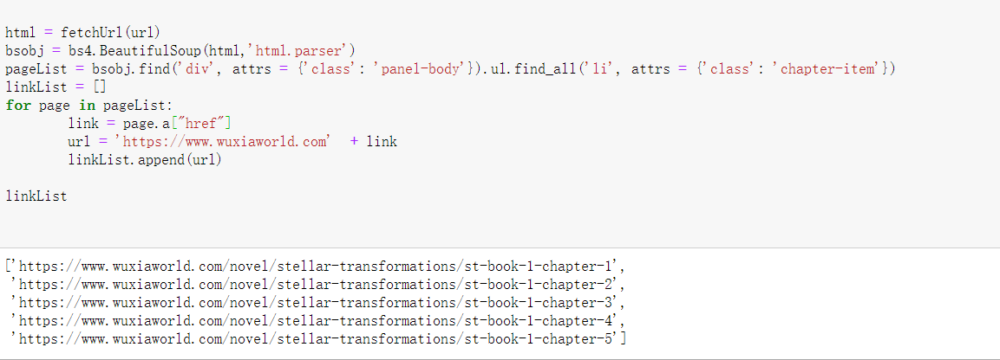 html = fetchUrl(url)
bsobj = bs4.BeautifulSoup(html,'html.parser')
pageList = bsobj.find('div', attrs = {'class': 'panel-body'}).ul.find_all('li', attrs = {'class': 'chapter-item'})
linkList = []
for page in pageList:
        link = page.a["href"]
        url = 'https://www.wuxiaworld.com'  + link
        linkList.append(url)

linkList

['https://www.wuxiaworld.com/novel/stellar-transformations/st-book-1-chapter-1',
 'https://www.wuxiaworld.com/novel/stellar-transformations/st-book-1-chapter-2',
 'https://www.wuxiaworld.com/novel/stellar-transformations/st-book-1-chapter-3',
 'https://www.wuxiaworld.com/novel/stellar-transformations/st-book-1-chapter-4',
 'https://www.wuxiaworld.com/novel/stellar-transformations/st-book-1-chapter-5']